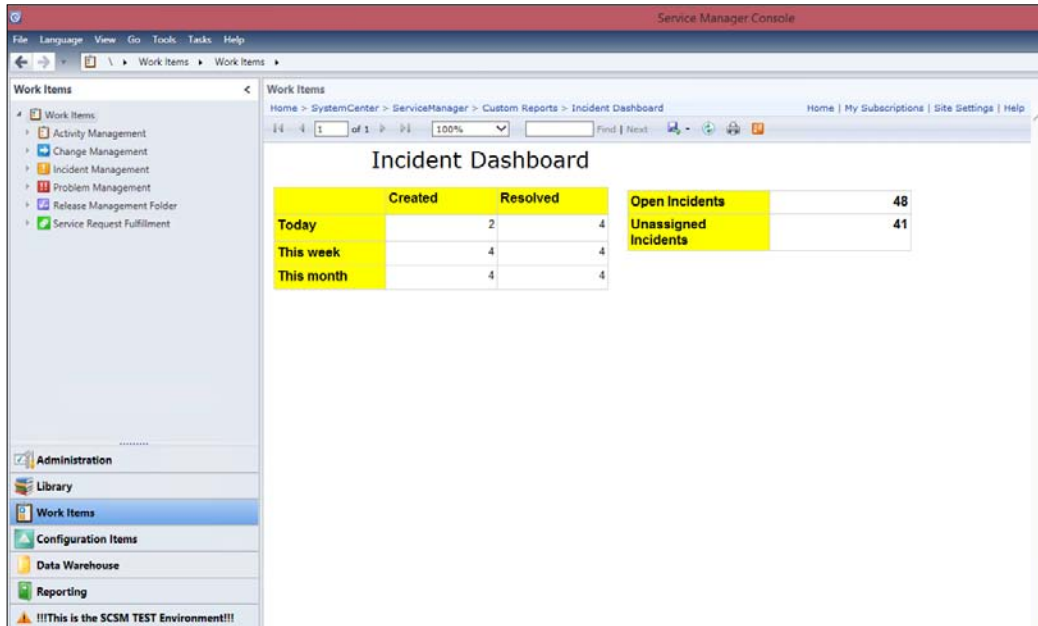 Service Manager Console
File Language View Go Tools Tasks Help
\ Work Items Work Items
Work Items <
Work Items
Activity Management
Change Management
Incident Management
Problem Management
Release Management Folder
Service Request Fulfillment
Administration
Library
Work Items
Configuration Items
Data Warehouse
Reporting
!!!This is the SCSM TEST Environment!!!
Work Items
Home > SystemCenter > ServiceManager > Custom Reports > Incident Dashboard
Home | My Subscriptions | Site Settings | Help
1 of 1 100% Find | Next
Incident Dashboard
Created Resolved
Today 2 4
This week 4 4
This month 4 4
Open Incidents 48
Unassigned 41
Incidents